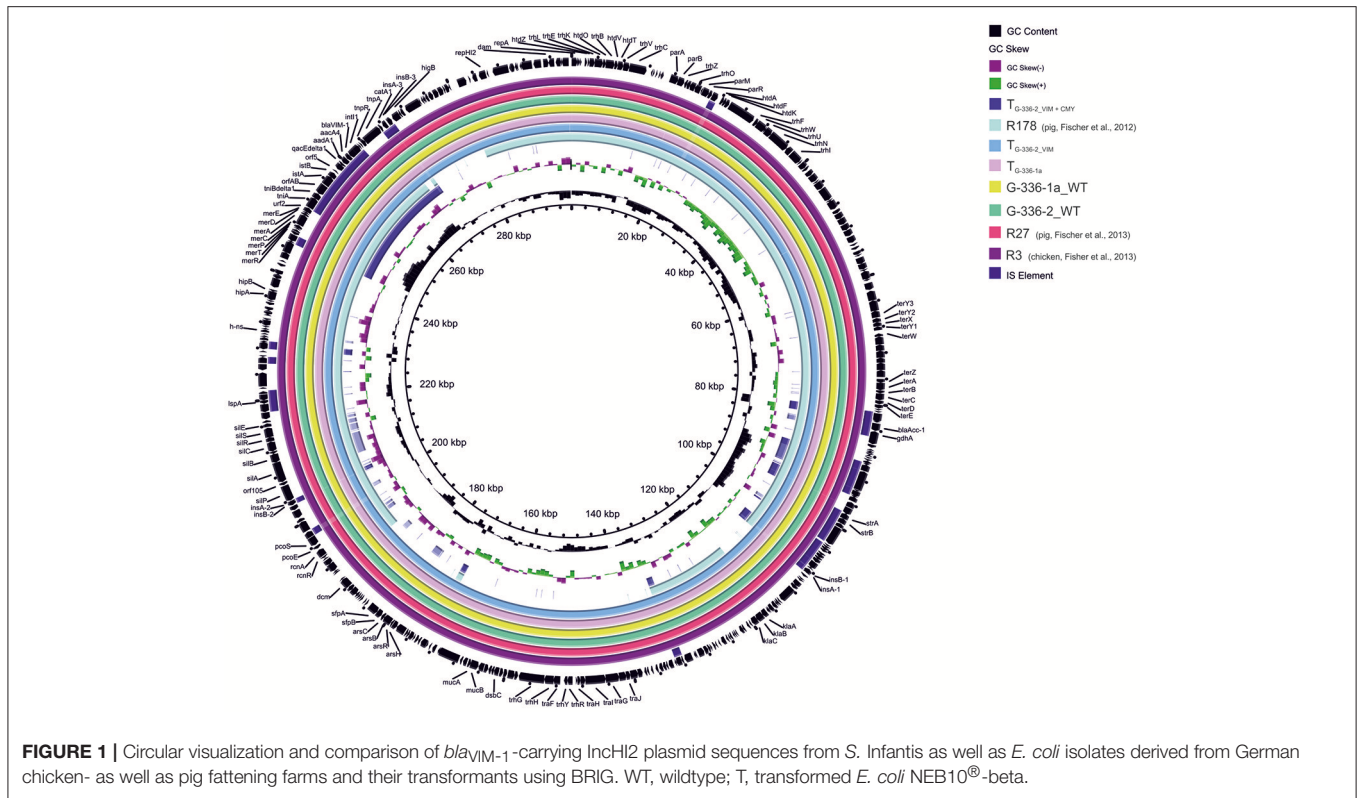 GC Content
GC Skew
GC Skew(-)
GC Skew(+)
TG-336-2_VIM + CMY
R178 (pig, Fischer et al., 2012)
TG-336-2_VIM
TG-336-1a
G-336-1a_WT
G-336-2_WT
R27 (pig, Fischer et al., 2013)
R3 (chicken, Fisher et al., 2013)
IS Element
repHI2
dam
repA
htdZ
trhL
trhE
trhK
htdO
trhB
htdV
htdT
trhV
trhC
parA
parB
trhZ
trhO
parM
parR
htdA
htdF
htdK
trhF
trhW
trhU
trhN
trhI
terY3
terY2
terX
terY1
terW
terZ
terA
terB
terC
terD
terE
blaAcc-1
gdhA
strA
strB
insB-1
insA-1
klaA
klaB
klaC
traJ
traG
traI
traH
trhR
trhY
traF
trhH
trhG
dsbC
mucB
mucA
arsH
arsR
arsB
arsC
sfpB
sfpA
dcm
rcnR
rcnA
pcoE
pcoS
insB-2
insA-2
silP
orf105
silA
silB
silC
silR
silS
silE
lspA
h-ns
hipA
hipB
merR
merT
merP
merC
merA
merD
merE
urf2
tniA
tniBdelta1
orfAB
istA
istB
orf5
qacEdelta1
aadA1
aacA4
blaVIM-1
intI1
tnpR
tnpA
catA1
insA-3
insB-3
higB
20 kbp
40 kbp
60 kbp
80 kbp
100 kbp
120 kbp
140 kbp
160 kbp
180 kbp
200 kbp
220 kbp
240 kbp
260 kbp
280 kbp
FIGURE 1 | Circular visualization and comparison of blaVIM-1-carrying IncHI2 plasmid sequences from S. Infantis as well as E. coli isolates derived from German
chicken- as well as pig fattening farms and their transformants using BRIG. WT, wildtype; T, transformed E. coli NEB10®-beta.